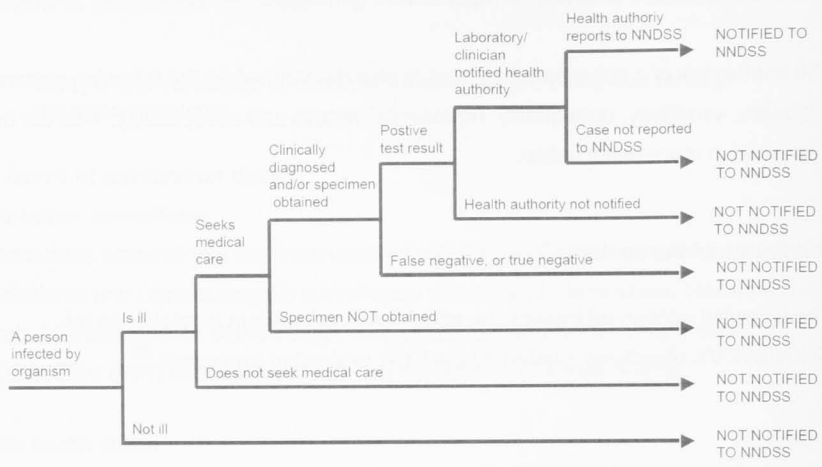 Health authoriy
reports to NNDSS
NOTIFIED TO
NNDSS
Laboratory/
clinician
notified health
authority
Case not reported
to NNDSS
NOT NOTIFIED
TO NNDSS
Postive
test result
Health authority not notified
NOT NOTIFIED
TO NNDSS
Clinically
diagnosed
and/or specimen
obtained
False negative, or true negative
NOT NOTIFIED
TO NNDSS
Seeks
medical
care
Specimen NOT obtained
NOT NOTIFIED
TO NNDSS
Is ill
Does not seek medical care
NOT NOTIFIED
TO NNDSS
A person
infected by
organism
Not ill
NOT NOTIFIED
TO NNDSS